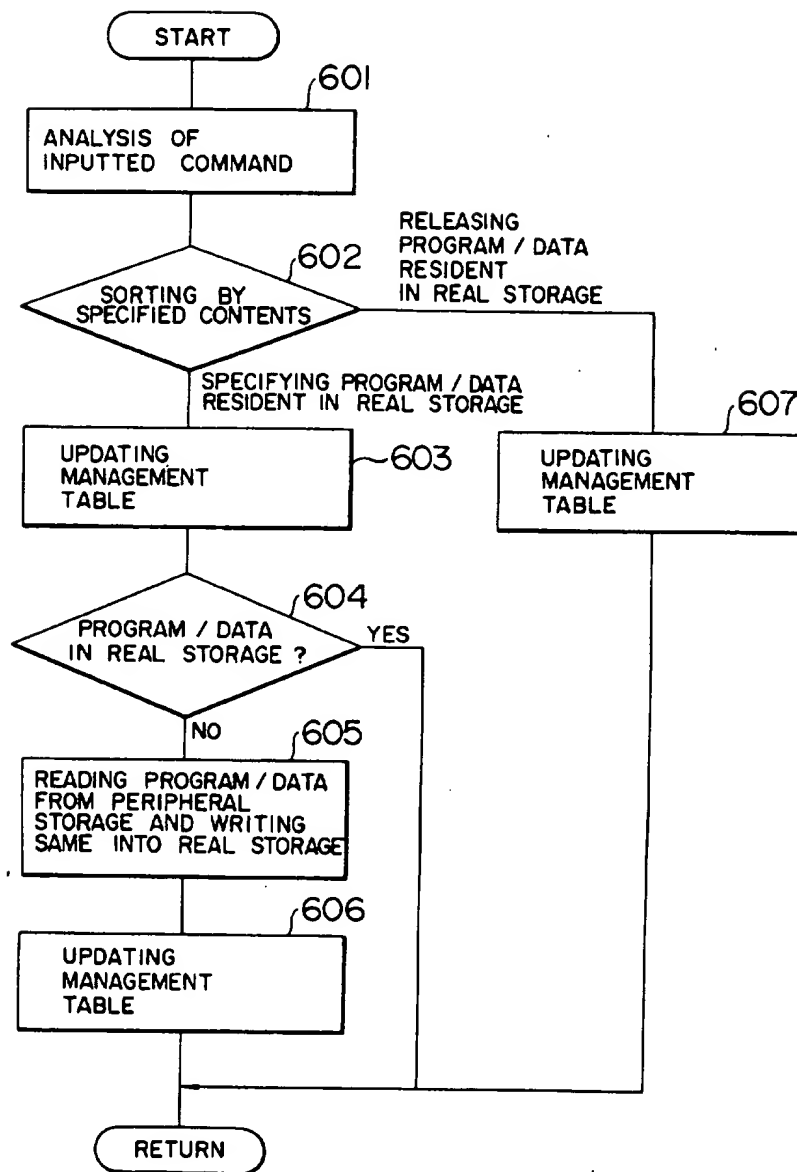 START
601
ANALYSIS OF
INPUTTED COMMAND
602
SORTING BY
SPECIFIED CONTENTS
RELEASING
PROGRAM / DATA
RESIDENT
IN REAL STORAGE
SPECIFYING PROGRAM / DATA
RESIDENT IN REAL STORAGE
603
UPDATING
MANAGEMENT
TABLE
607
UPDATING
MANAGEMENT
TABLE
604
PROGRAM / DATA
IN REAL STORAGE ?
YES
NO
605
READING PROGRAM / DATA
FROM PERIPHERAL
STORAGE AND WRITING
SAME INTO REAL STORAGE
606
UPDATING
MANAGEMENT
TABLE
RETURN